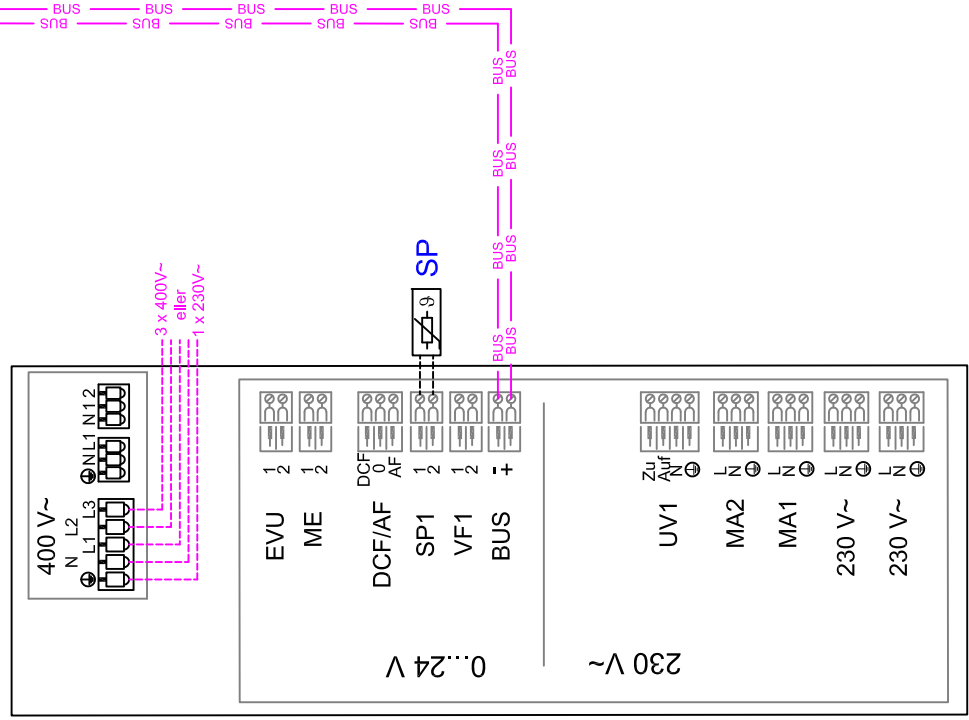 BUS BUS BUS BUS BUS
BUS BUS BUS BUS BUS
BUS BUS
BUS BUS
BUS BUS
BUS BUS
3 x 400V~
eller
1 x 230V~
SP
ϑ
400 V~
N L1 L2 L3
N L1
N 1 2
EVU
1 2
ME
1 2
DCF/AF
DCF 0 AF
SP1
1 2
VF1
1 2
BUS
- +
UV1
Zu Auf N
MA2
L N
MA1
L N
230 V~
L N
230 V~
L N
0...24 V
230 V~